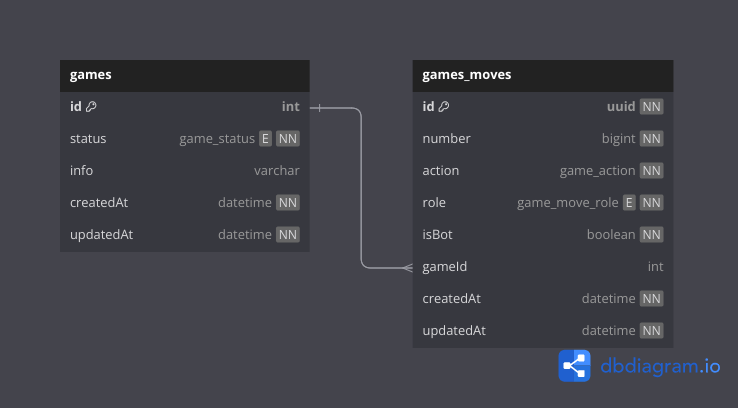 games
id int
status game_status E NN
info varchar
createdAt datetime NN
updatedAt datetime NN
games_moves
id uuid NN
number bigint NN
action game_action NN
role game_move_role E NN
isBot boolean NN
gameId int
createdAt datetime NN
updatedAt datetime NN
dbdiagram.io